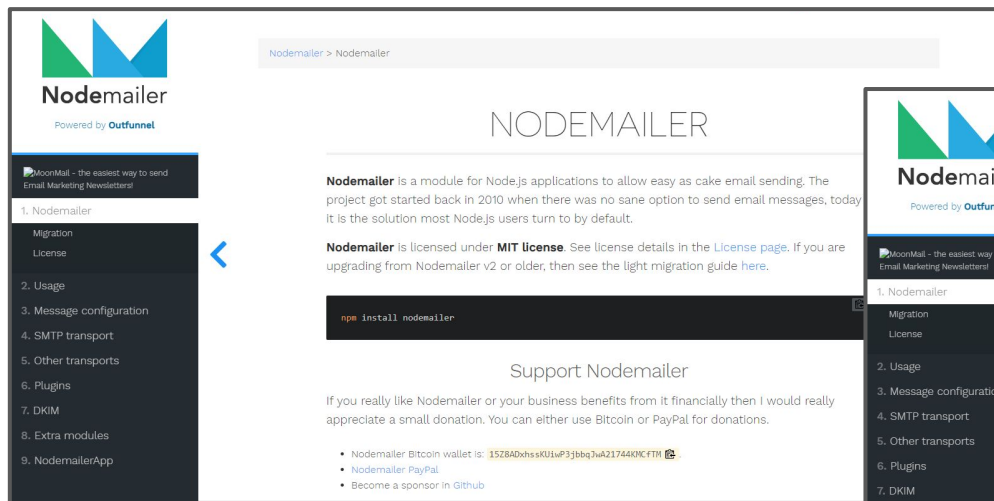 Nodemailer
Powered by Outfunnel
MoonMail - the easiest way to send
Email Marketing Newsletters!
1. Nodemailer
Migration
License
2. Usage
3. Message configuration
4. SMTP transport
5. Other transports
6. Plugins
7. DKIM
8. Extra modules
9. NodemailerApp
Nodemailer > Nodemailer
NODEMAILER
Nodemailer is a module for Node.js applications to allow easy as cake email sending. The
project got started back in 2010 when there was no sane option to send email messages, today
it is the solution most Node.js users turn to by default.
Nodemailer is licensed under MIT license. See license details in the License page. If you are
upgrading from Nodemailer v2 or older, then see the light migration guide here.
npm install nodemailer
Support Nodemailer
If you really like Nodemailer or your business benefits from it financially then I would really
appreciate a small donation. You can either use Bitcoin or PayPal for donations.
• Nodemailer Bitcoin wallet is: 15Z8ADxhssKUiwP3jbbqJwA21744KMCfTM .
• Nodemailer PayPal
• Become a sponsor in Github
Nodemai
Powered by Outfun
MoonMail - the easiest way
Email Marketing Newsletters!
1. Nodemailer
Migration
License
2. Usage
3. Message configuratio
4. SMTP transport
5. Other transports
6. Plugins
7. DKIM